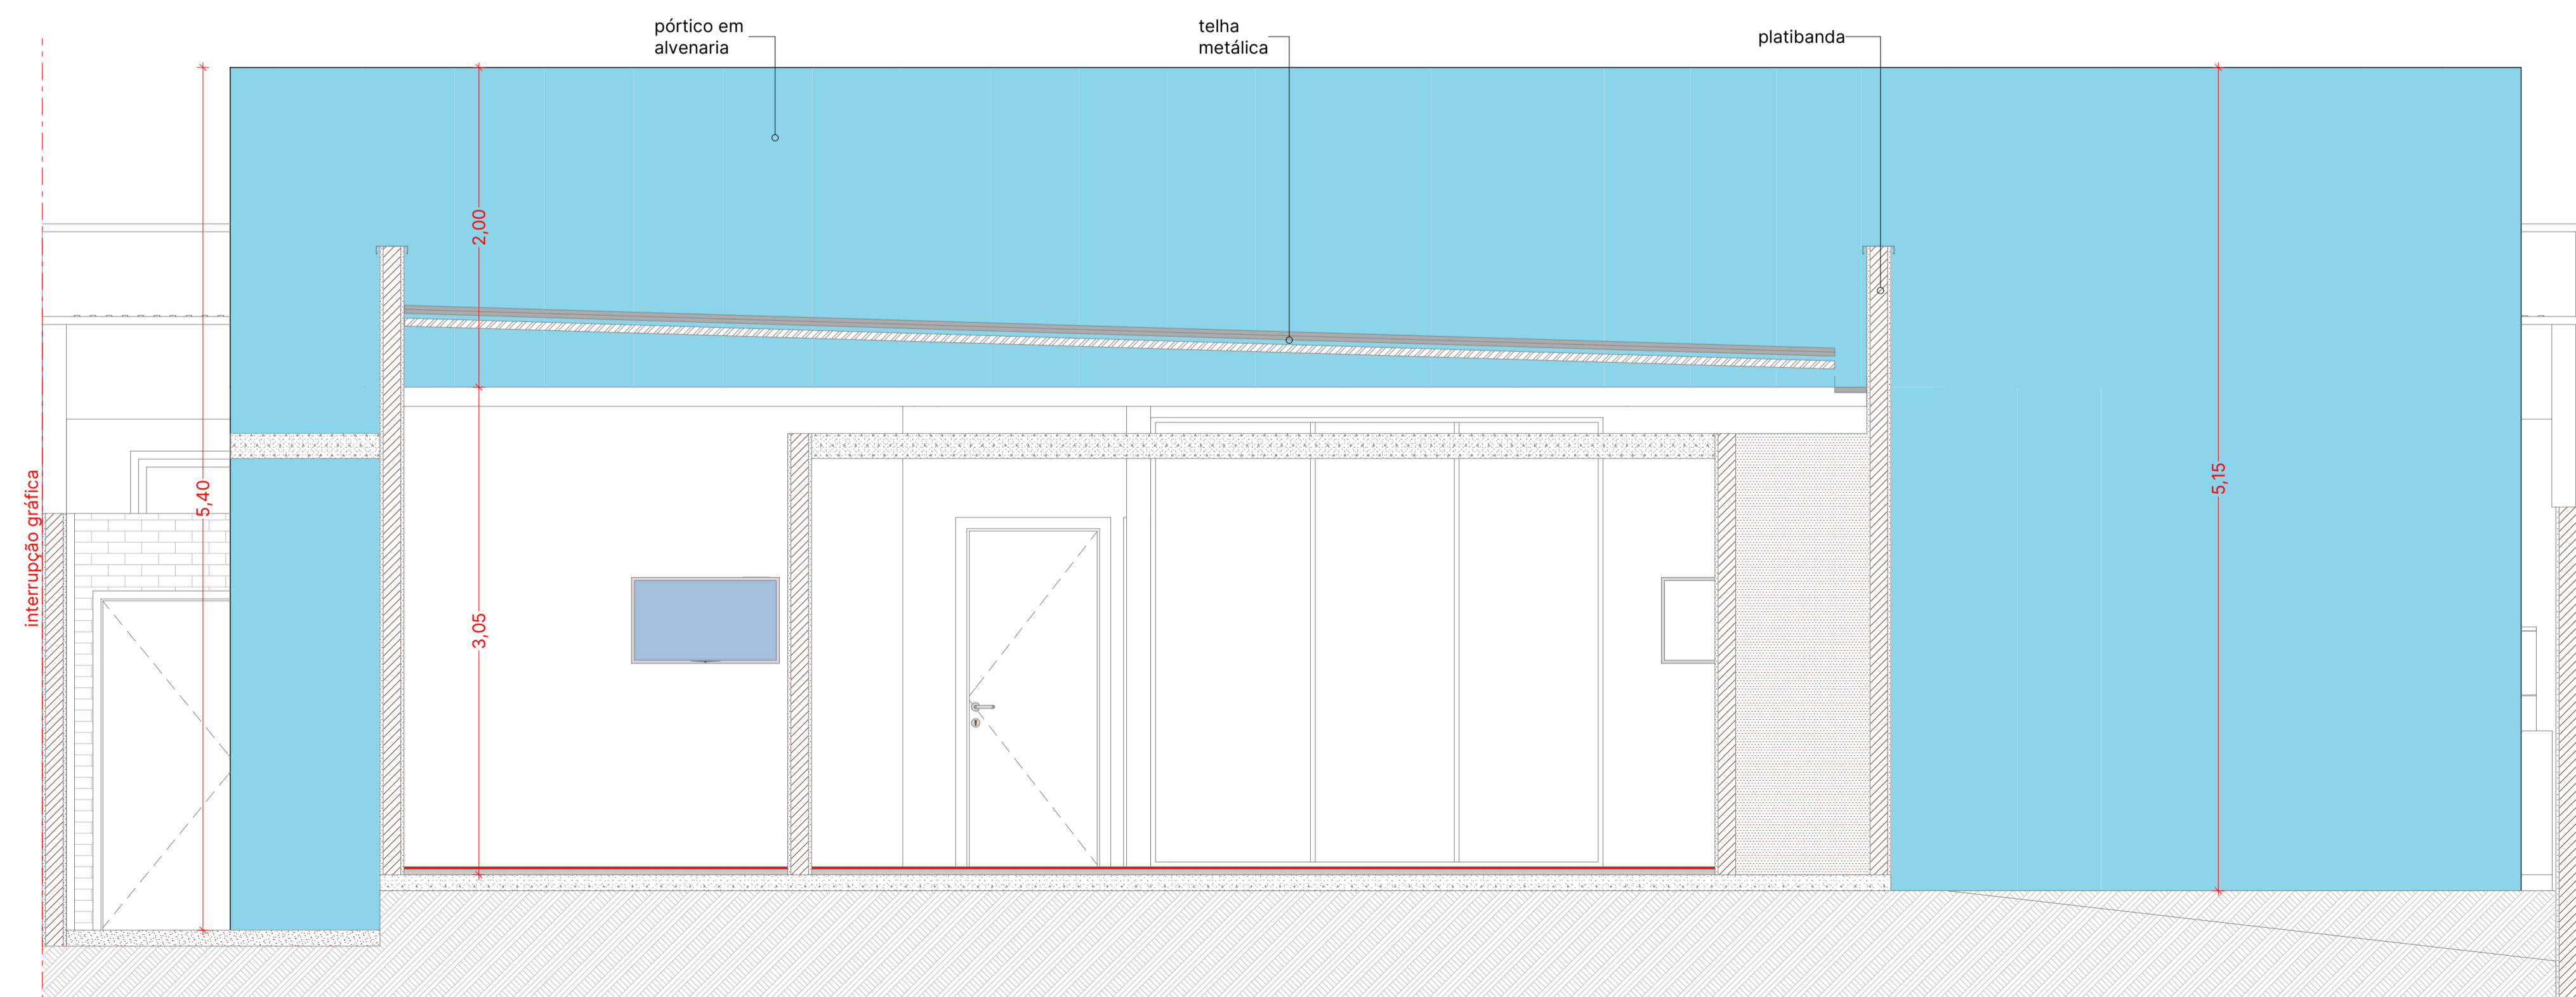 pórtico em
alvenaria
telha
metálica
platibanda
2,00
5,40
5,15
3,05
interrupção gráfica